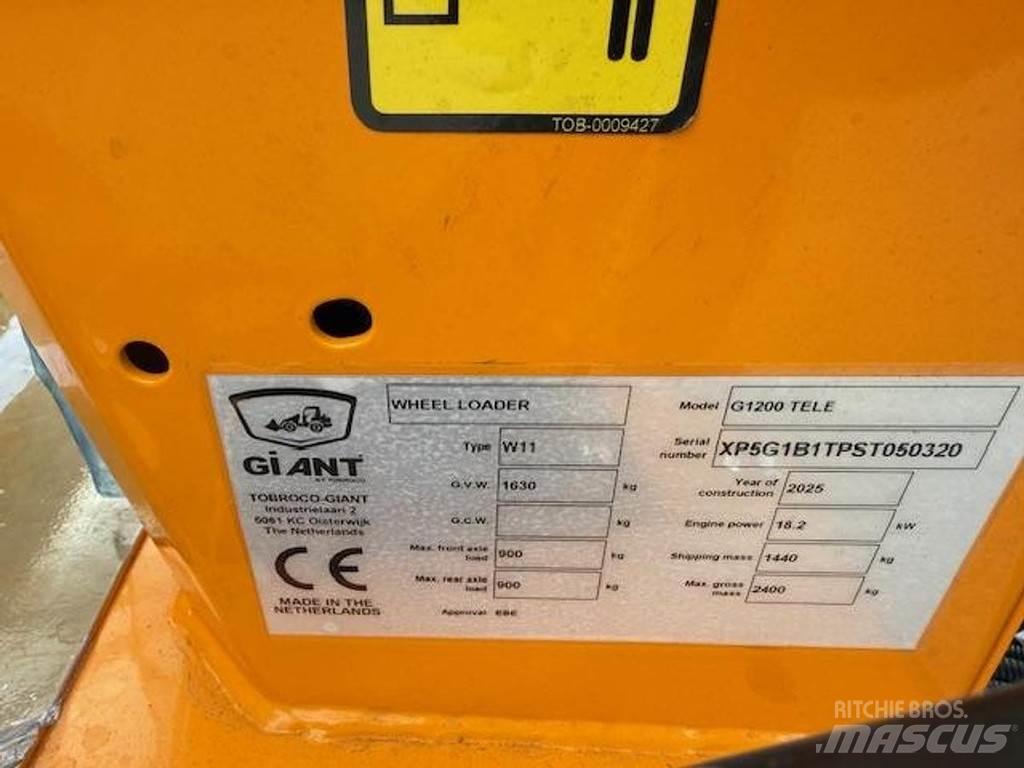 TOB-0009427
GiANT
BY TOBROCO
TOBROCO-GIANT
Industrielaan 2
5061 KC Oisterwijk
The Netherlands
CE
MADE IN THE
NETHERLANDS
WHEEL LOADER
Type W11
G.V.W. 1630 kg
G.C.W. kg
Max. front axle
load 900 kg
Max. rear axle
load 900 kg
Approval EBE
Model G1200 TELE
Serial
number XP5G1B1TPST050320
Year of
construction 2025
Engine power 18.2 kW
Shipping mass 1440 kg
Max. gross
mass 2400 kg
RITCHIE BROS.
MASCUS